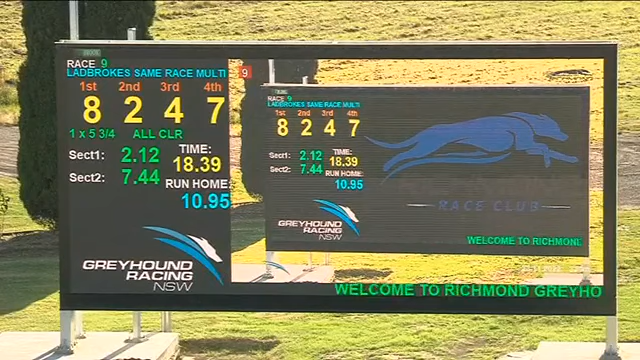 RACE 9
LADBROKES SAME RACE MULTI
9
1st 2nd 3rd 4th
8 2 4 7
1 x 5 3/4 ALL CLR
Sect1: 2.12
Sect2: 7.44
TIME:
18.39
RUN HOME:
10.95
GREYHOUND
RACING
NSW
RACE 9
LADBROKES SAME RACE MULTI
1st 2nd 3rd 4th
8 2 4 7
Sect1: 2.12
Sect2: 7.44
TIME:
18.39
RUN HOME:
10.95
GREYHOUND
RACING
NSW
RACE CLUB
WELCOME TO RICHMON
WELCOME TO RICHMOND GREYHO